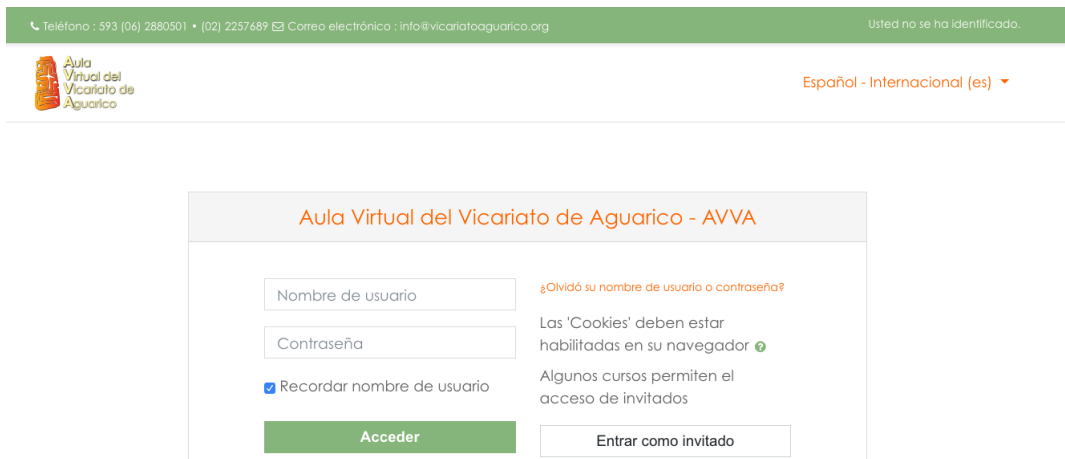 Teléfono : 593 (06) 2880501 • (02) 2257689 Correo electrónico : info@vicariatoaguarico.org
Usted no se ha identificado.
Aula
Virtual del
Vicariato de
Aguarico
Español - Internacional (es)
Aula Virtual del Vicariato de Aguarico - AVVA
Nombre de usuario
Contraseña
Recordar nombre de usuario
Acceder
¿Olvidó su nombre de usuario o contraseña?
Las 'Cookies' deben estar
habilitadas en su navegador
Algunos cursos permiten el
acceso de invitados
Entrar como invitado